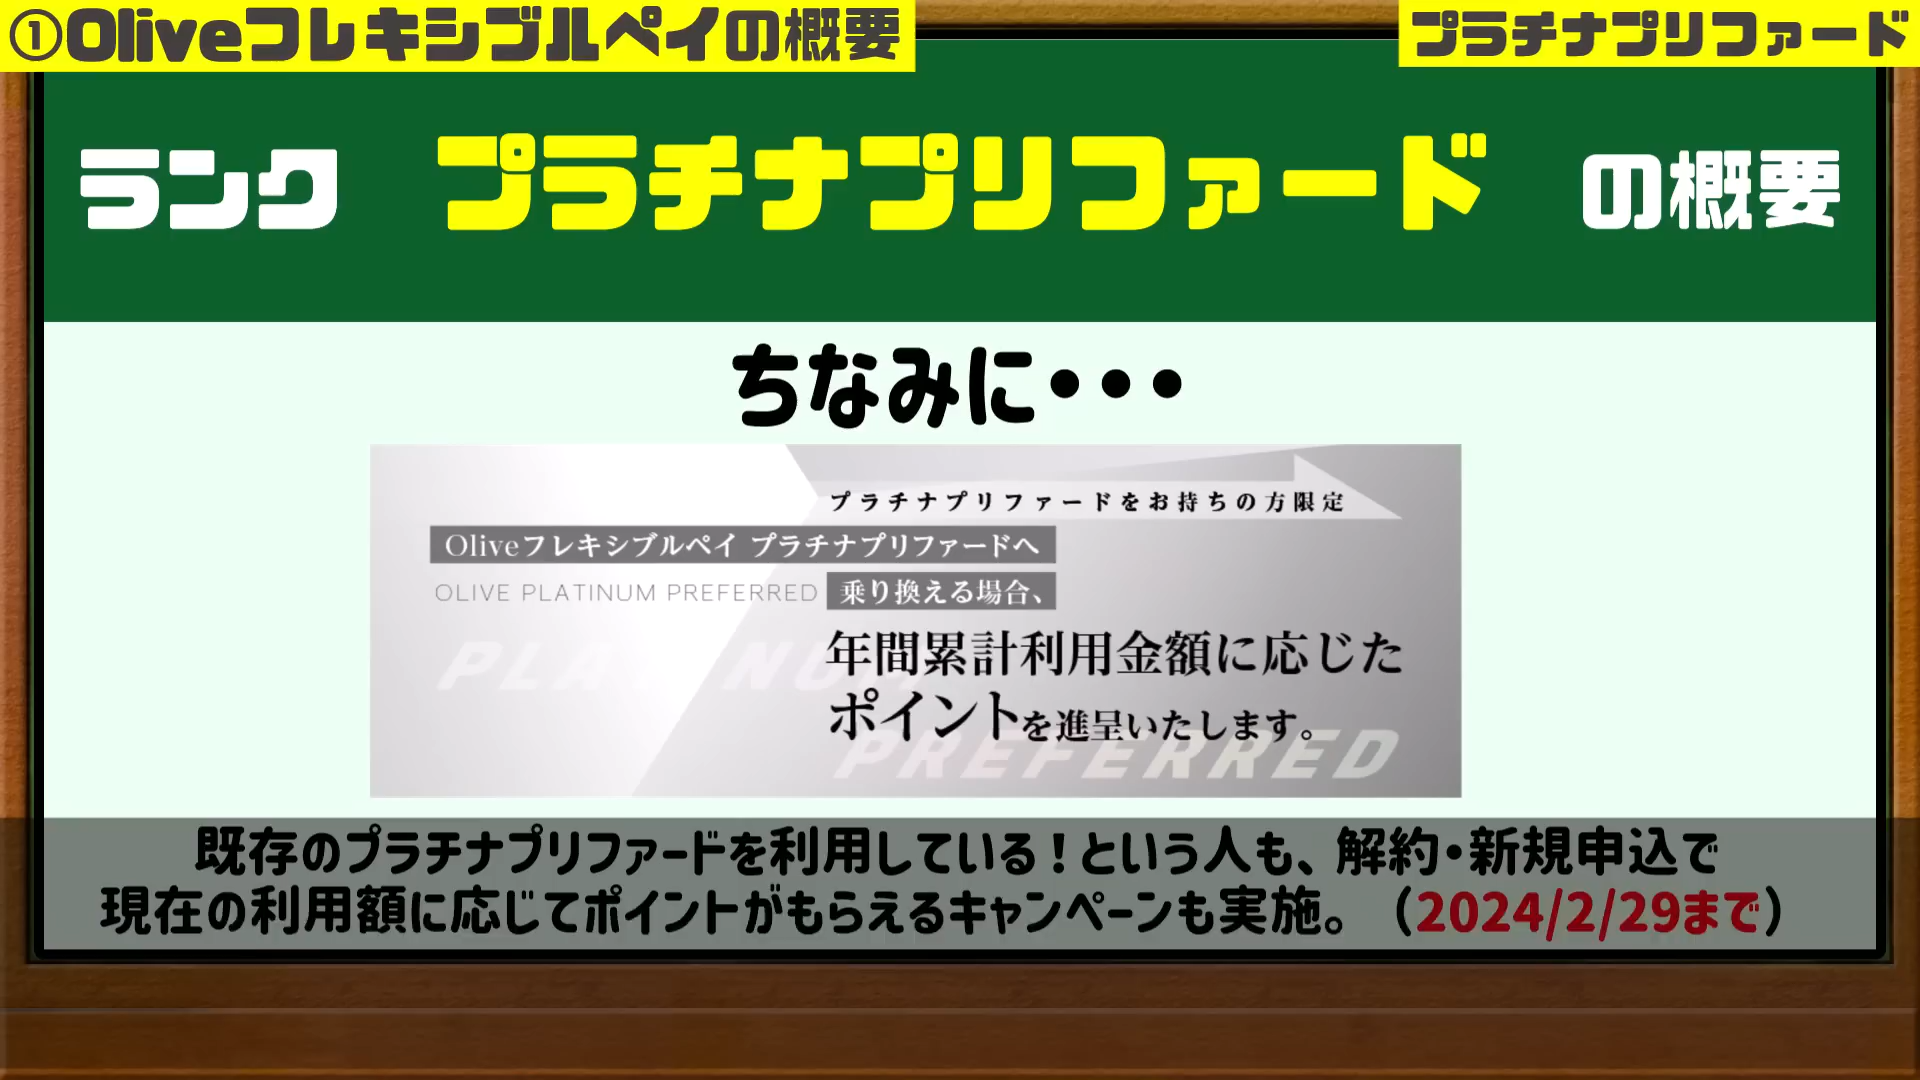 ①Oliveフレキシブルペイの概要
プラチナプリファード
ランク プラチナプリファード の概要
ちなみに・・・
プラチナプリファードをお持ちの方限定
Oliveフレキシブルペイ プラチナプリファードへ
OLIVE PLATINUM PREFERRED 乗り換える場合、
PLATINUM
年間累計利用金額に応じた
ポイントを進呈いたします。
PREFERRED
既存のプラチナプリファードを利用している！という人も、解約・新規申込で
現在の利用額に応じてポイントがもらえるキャンペーンも実施。（2024/2/29まで）